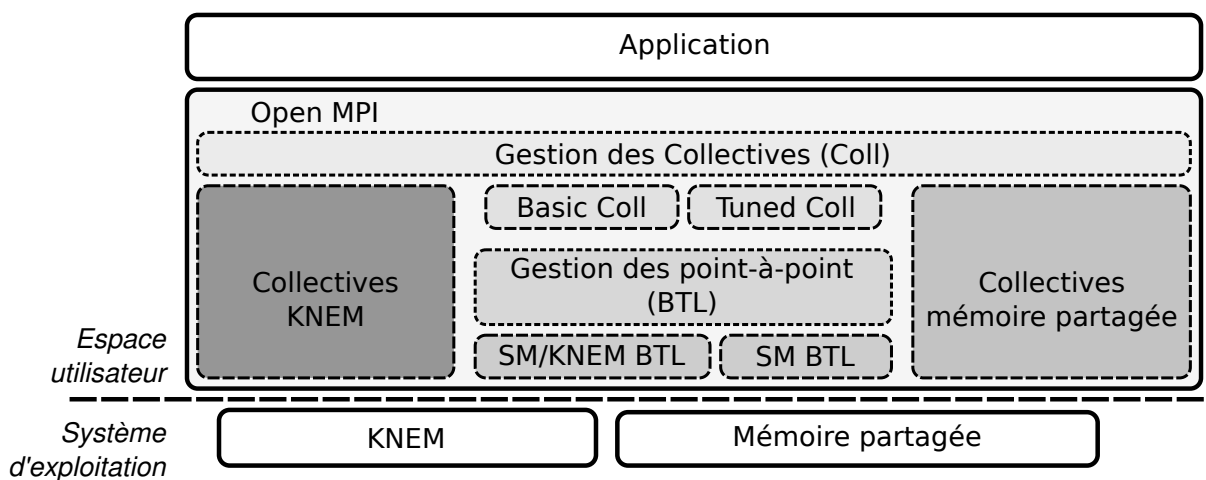 Application
Open MPI
Gestion des Collectives (Coll)
Basic Coll
Tuned Coll
Collectives
KNEM
Gestion des point-à-point
(BTL)
Collectives
mémoire partagée
SM/KNEM BTL
SM BTL
Espace
utilisateur
Système
d'exploitation
KNEM
Mémoire partagée